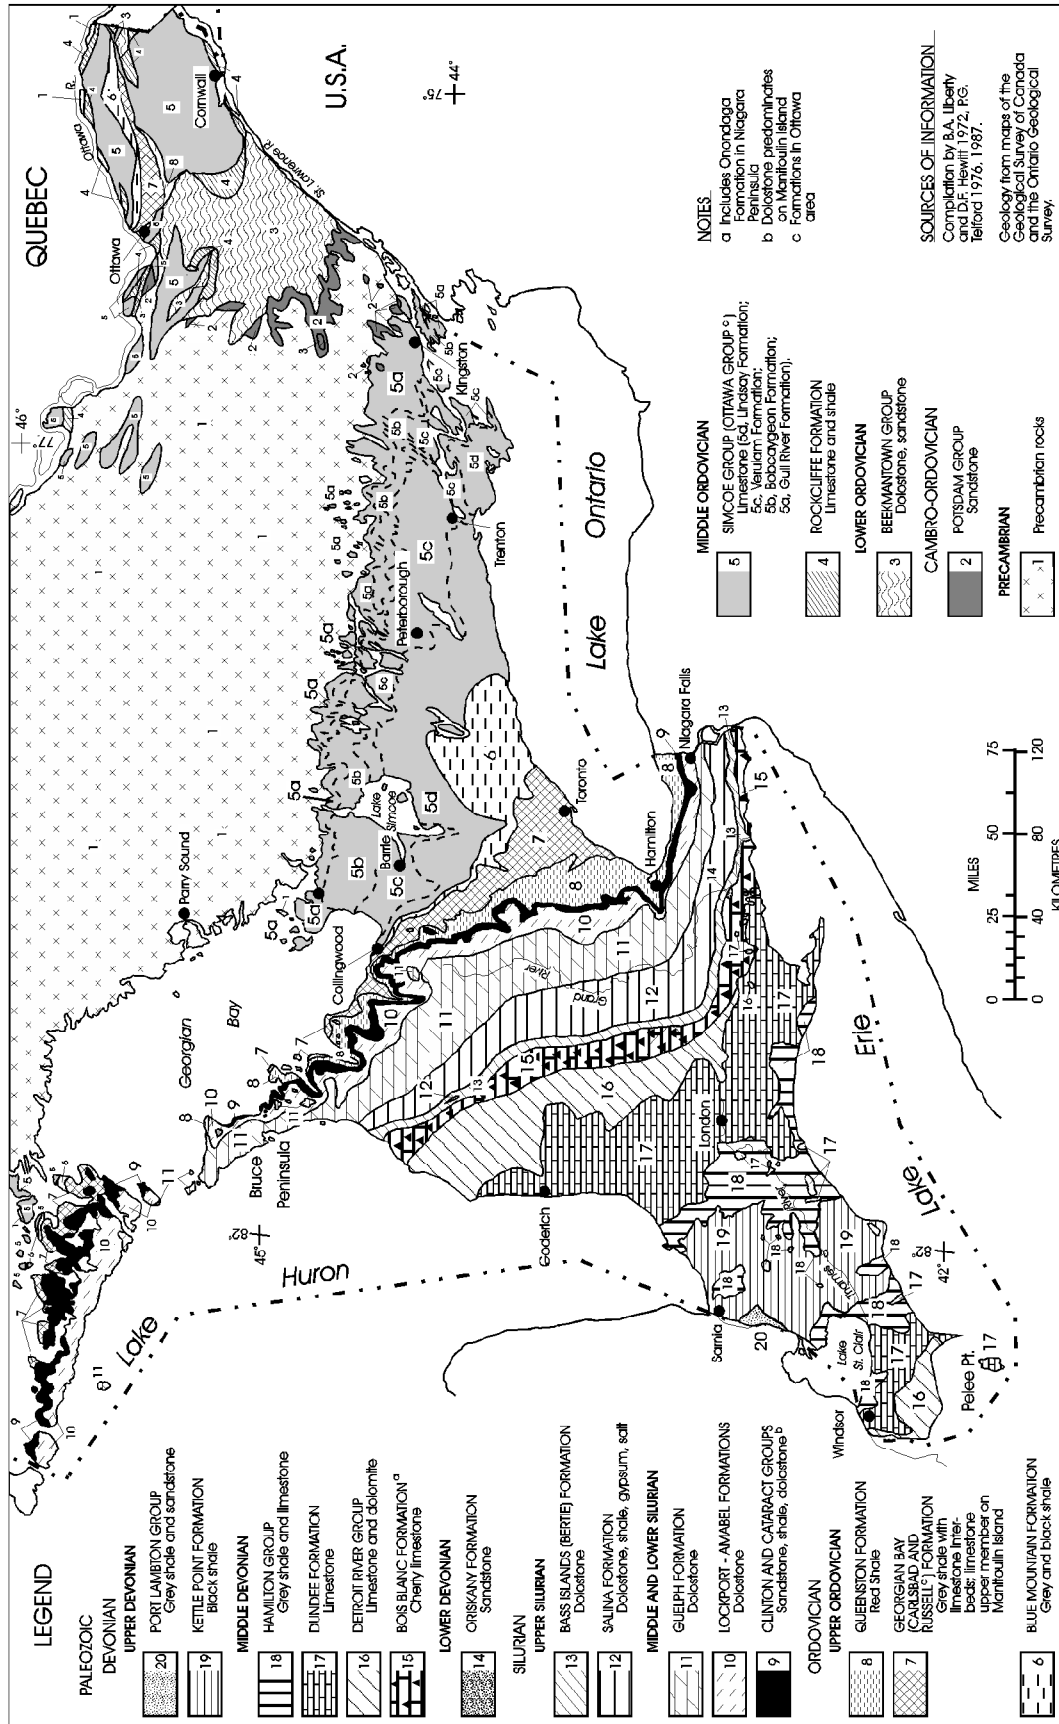 LEGEND
PALEOZOIC
DEVONIAN
UPPER DEVONIAN
20
PORT LAMBTON GROUP
Grey shale and sandstone
19
KETTLE POINT FORMATION
Black shale
MIDDLE DEVONIAN
18
HAMILTON GROUP
Grey shale and limestone
17
DUNDEE FORMATION
Limestone
16
DETROIT RIVER GROUP
Limestone and dolomite
15
BOIS BLANC FORMATION a
Cherty limestone
LOWER DEVONIAN
14
ORISKANY FORMATION
Sandstone
SILURIAN
UPPER SILURIAN
13
BASS ISLANDS (BERTIE) FORMATION
Dolostone
12
SALINA FORMATION
Dolostone, shale, gypsum, salt
MIDDLE AND LOWER SILURIAN
11
GUELPH FORMATION
Dolostone
10
LOCKPORT - AMABEL FORMATIONS
Dolostone
9
CLINTON AND CATARACT GROUPS
Sandstone, shale, dolostone b
ORDOVICIAN
UPPER ORDOVICIAN
8
QUEENSTON FORMATION
Red Shale
7
GEORGIAN BAY
(CARLSBAD AND
RUSSELL c) FORMATION
Grey shale with
limestone inter-
beds; limestone
upper member on
Manitoulin Island
6
BLUE MOUNTAIN FORMATION
Grey and black shale
MIDDLE ORDOVICIAN
5
SIMCOE GROUP (OTTAWA GROUP c)
Limestone (5d, Lindsay Formation;
5c, Verulam Formation;
5b, Bobcaygeon Formation;
5a, Gull River Formation).
4
ROCKCLIFFE FORMATION
Limestone and shale
LOWER ORDOVICIAN
3
BEEKMANTOWN GROUP
Dolostone, sandstone
CAMBRO-ORDOVICIAN
2
POTSDAM GROUP
Sandstone
PRECAMBRIAN
1
Precambrian rocks
NOTES
a Includes Onondaga
Formation in Niagara
Peninsula
b Dolostone predominates
on Manitoulin Island
c Formations in Ottawa
area
SOURCES OF INFORMATION
Compilation by B.A. Liberty
and D.F. Hewitt 1972, P.G.
Telford 1976, 1987.
Geology from maps of the
Geological Survey of Canada
and the Ontario Geological
Survey.
QUEBEC
U.S.A.
Ottawa R.
Ottawa
Cornwall
St. Lawrence R.
75°
44°
46°
77°
Kingston
Trenton
Peterborough
Lake Ontario
Lake Simcoe
Barrie
Toronto
Hamilton
Niagara Falls
Parry Sound
Collingwood
Georgian Bay
Bruce Peninsula
Grand River
Lake Huron
45°
82°
Goderich
London
Thames River
Sarnia
Lake St. Clair
Windsor
Pelee Pt.
Lake Erie
42°
82°
MILES
0 25 50 75
0 40 80 120
KILOMETRES